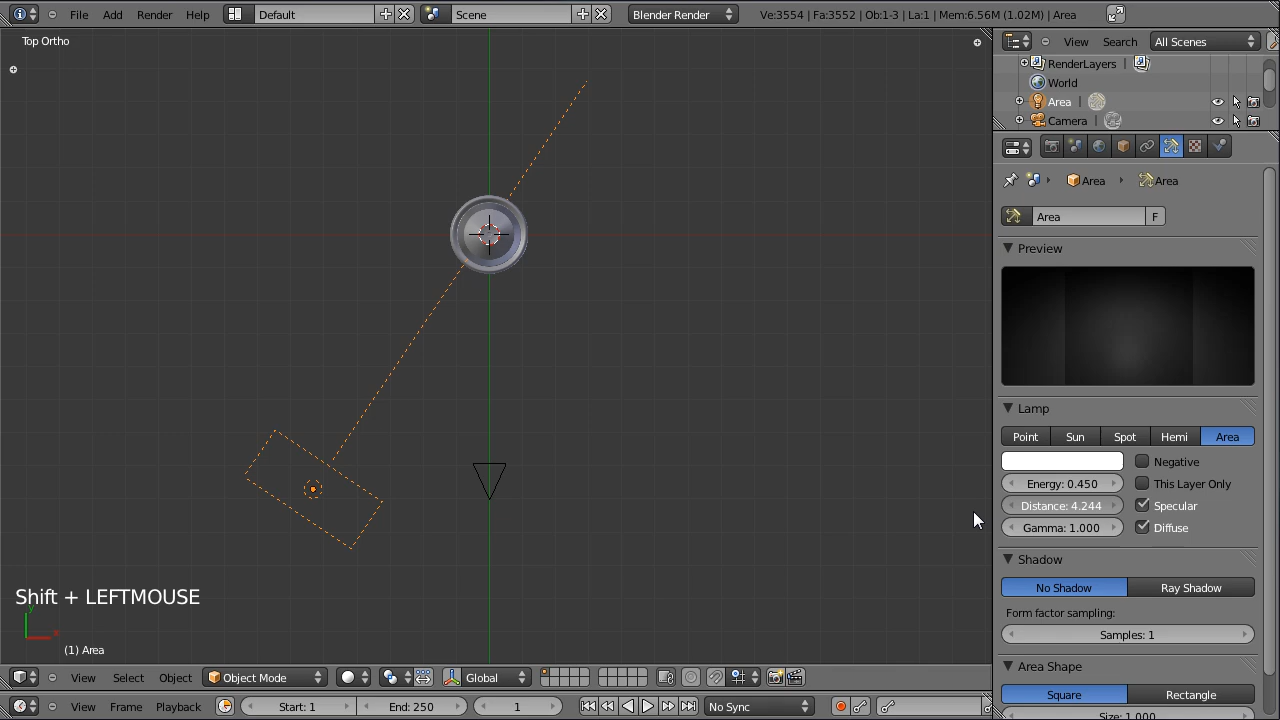 File Add Render Help Default Scene Blender Render Ve:3554 | Fa:3552 | Ob:1-3 | La:1 | Mem:6.56M (1.02M) | Area
Top Ortho
View Search All Scenes
RenderLayers |
World
Area |
Camera |
Area Area
Area F
Preview
Lamp
Point Sun Spot Hemi Area
Negative
Energy: 0.450 This Layer Only
Distance: 4.244 Specular
Gamma: 1.000 Diffuse
Shadow
No Shadow Ray Shadow
Form factor sampling:
Samples: 1
Area Shape
Square Rectangle
Size: 1.000
Shift + LEFTMOUSE
y
x
(1) Area
View Select Object Object Mode Global
View Frame Playback Start: 1 End: 250 1 No Sync